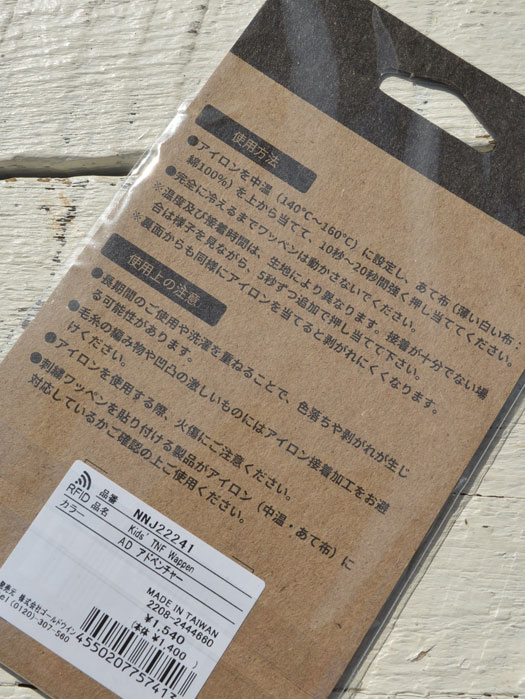 使用方法
●アイロンを中温（140°C～160°C）に設定し、あて布（薄い白い布：
綿100%）を上から当てて、10秒～20秒間強く押し当ててください。
●完全に冷えるまでワッペンは動かさないでください。
※温度及び接着時間は、生地により異なります。接着が十分でない場
合は様子を見ながら、5秒ずつ追加で押し当てて下さい。
※裏面からも同様にアイロンを当てると剥がれにくくなります。
使用上の注意
●長期間のご使用や洗濯を重ねることで、色落ちや剥がれが生じ
る可能性があります。
●毛糸の編み物や凹凸の激しいものにはアイロン接着加工をお避
けください。
●アイロンを使用する際、火傷にご注意ください。
●刺繍ワッペンを貼り付ける製品がアイロン（中温・あて布）に
対応しているかご確認の上ご使用ください。
RFID
品番 NNJ22241
品名 Kids' TNF Wappen
カラー AD アドベンチャー
MADE IN TAIWAN
2208-2444660
¥1,540
(本体 ¥1,400)
発売元 株式会社ゴールドウイン
Tel (0120)-307-560
455020775741